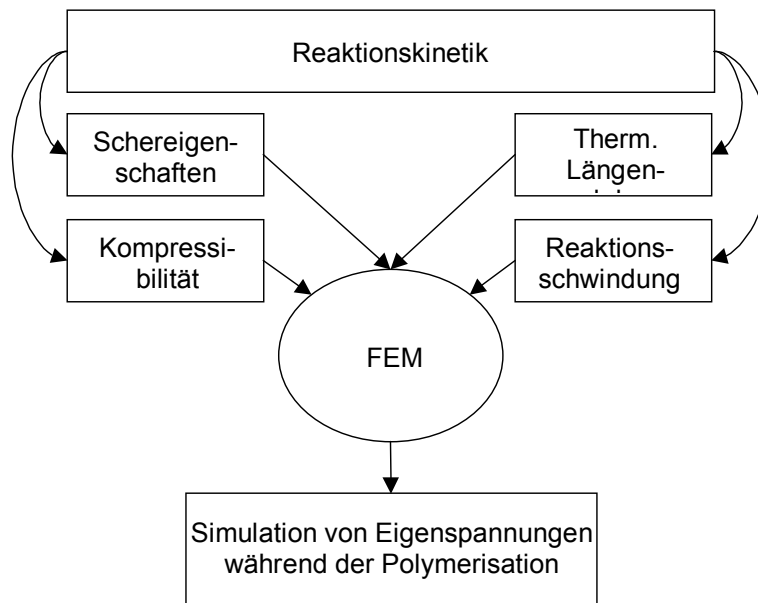 Reaktionskinetik
Schereigen-
schaften
Therm.
Längen-
Kompressi-
bilität
Reaktions-
schwindung
FEM
Simulation von Eigenspannungen
während der Polymerisation